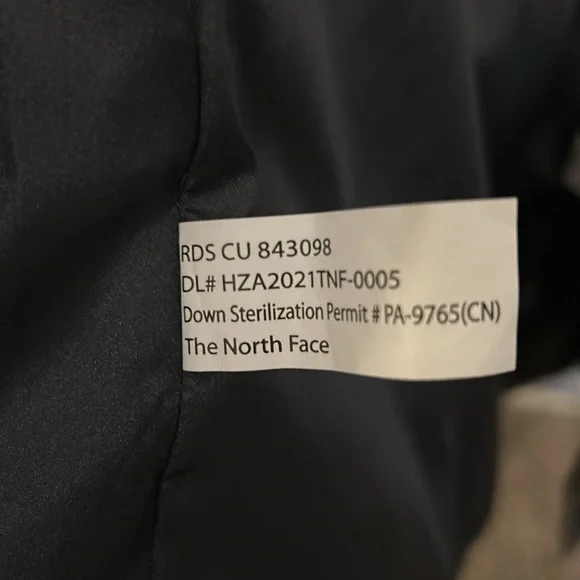 RDS CU 843098
DL# HZA2021TNF-0005
Down Sterilization Permit # PA-9765(CN)
The North Face